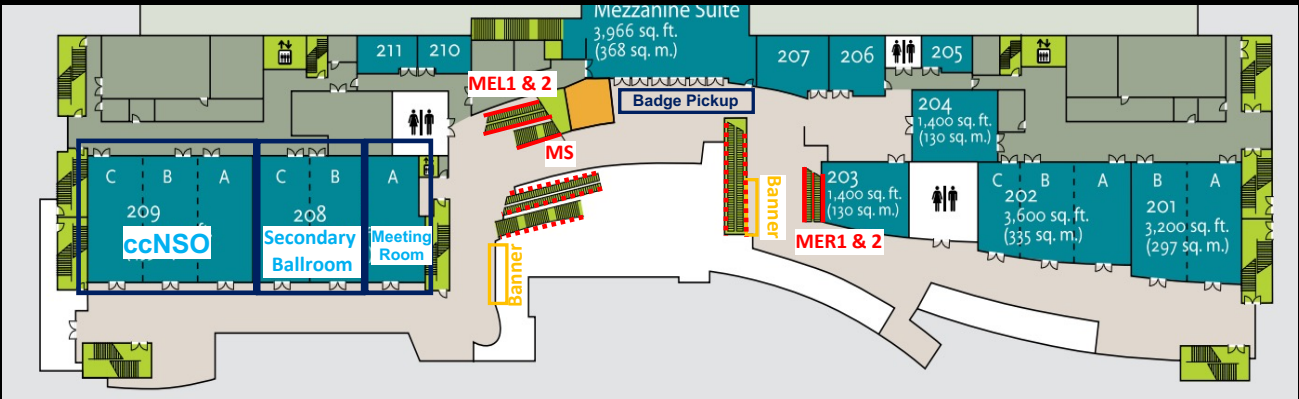 Mezzanine Suite
3,966 sq. ft.
(368 sq. m.)
211
210
207
206
205
MEL1 & 2
Badge Pickup
MS
204
1,400 sq. ft.
(130 sq. m.)
C
B
A
209
ccNSO
C
B
208
Secondary
Ballroom
A
Meeting
Room
Banner
Banner
203
1,400 sq. ft.
(130 sq. m.)
MER1 & 2
C
B
A
202
3,600 sq. ft.
(335 sq. m.)
B
A
201
3,200 sq. ft.
(297 sq. m.)